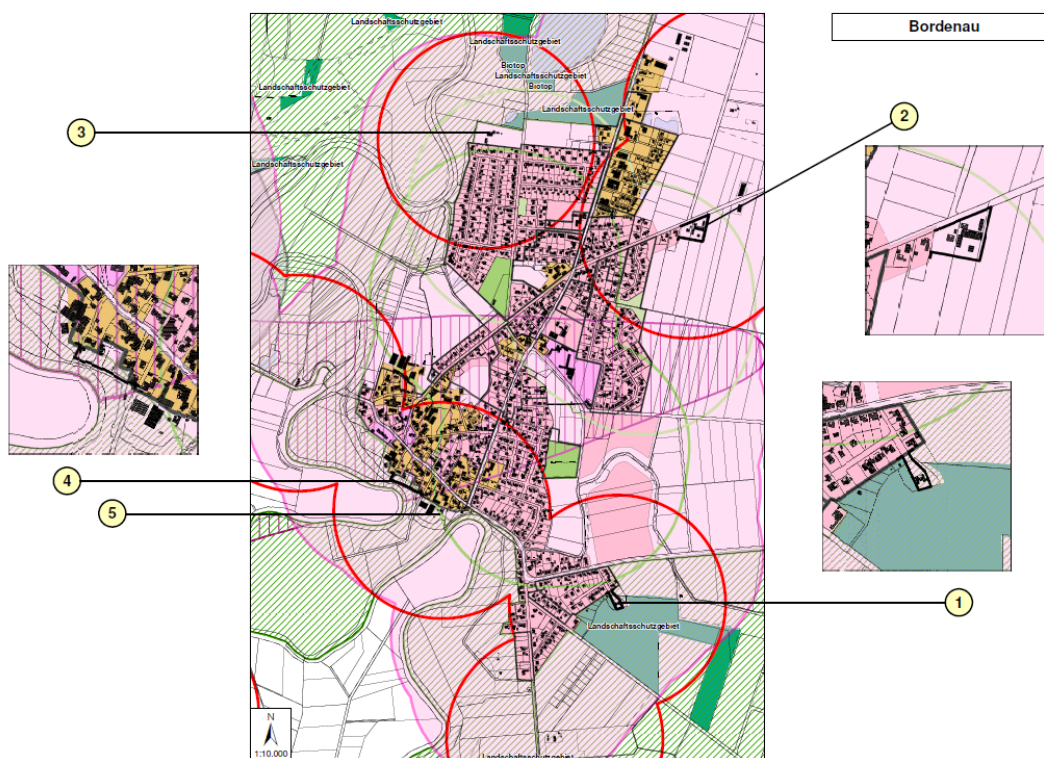 Bordenau
Landschaftsschutzgebiet
Landschaftsschutzgebiet
Biotop
Landschaftsschutzgebiet
Biotop
Landschaftsschutzgebiet
Landschaftsschutzgebiet
2
3
Landschaftsschutzgebiet
4
5
1
Landschaftsschutzgebiet
N
1:10.000
Landschaftsschutzgebiet